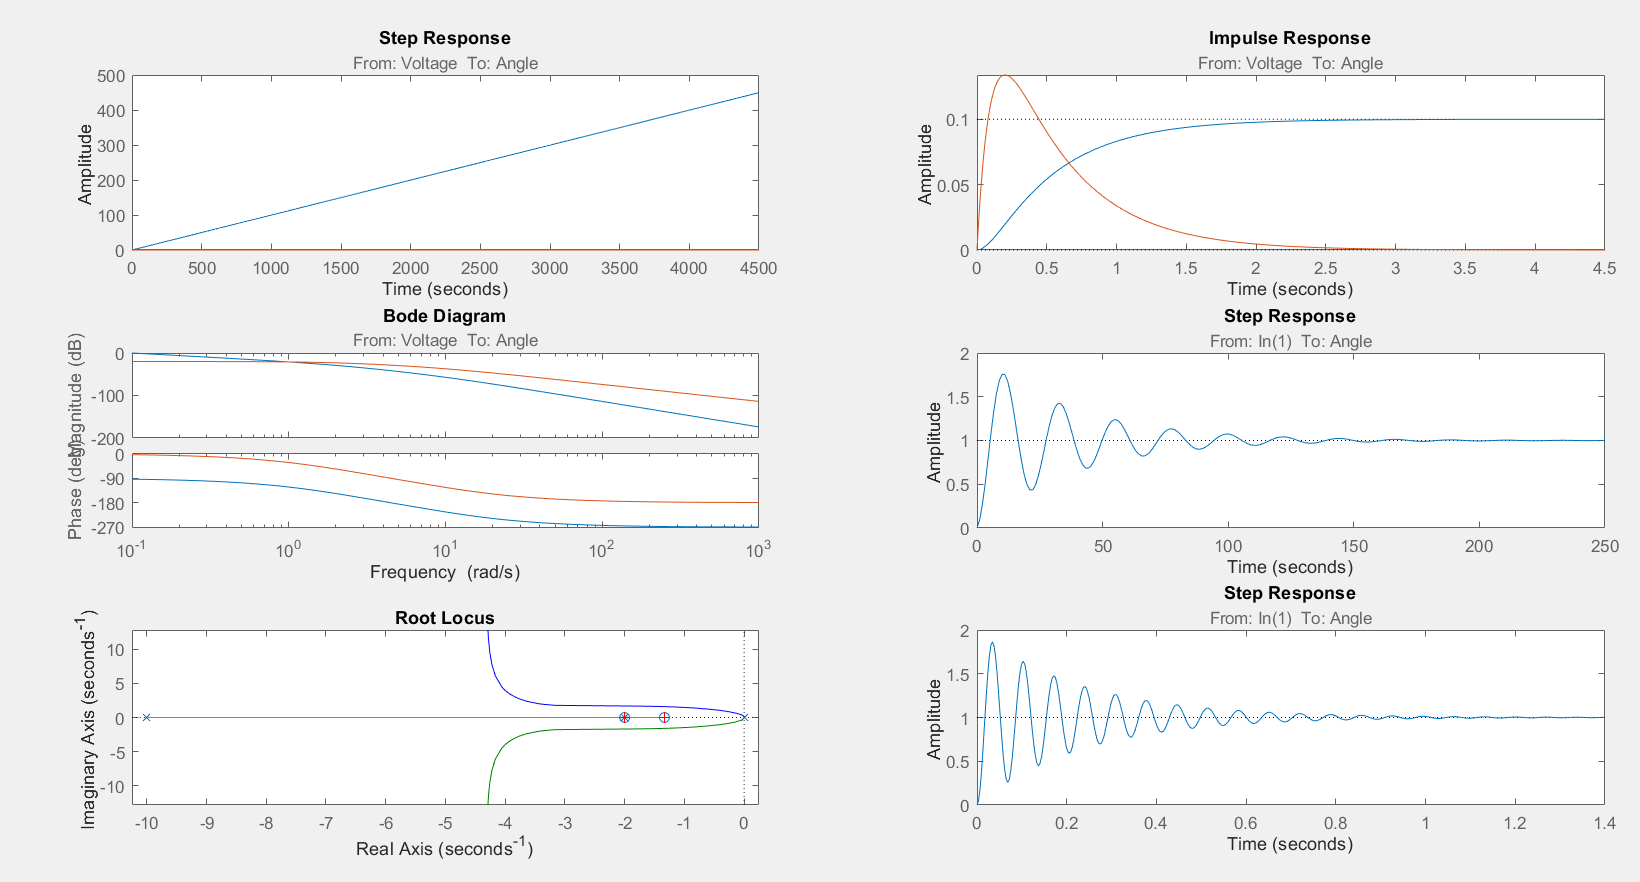 Step Response
From: Voltage To: Angle
500
400
300
200
100
0
Amplitude
0 500 1000 1500 2000 2500 3000 3500 4000 4500
Time (seconds)
Impulse Response
From: Voltage To: Angle
0.1
0.05
0
Amplitude
0 0.5 1 1.5 2 2.5 3 3.5 4 4.5
Time (seconds)
Bode Diagram
From: Voltage To: Angle
0
-100
-200
Magnitude (dB)
0
-90
-180
-270
Phase (deg)
10-1 100 101 102 103
Frequency (rad/s)
Step Response
From: In(1) To: Angle
2
1.5
1
0.5
0
Amplitude
0 50 100 150 200 250
Time (seconds)
Root Locus
10
5
0
-5
-10
Imaginary Axis (seconds-1)
-10 -9 -8 -7 -6 -5 -4 -3 -2 -1 0
Real Axis (seconds-1)
Step Response
From: In(1) To: Angle
2
1.5
1
0.5
0
Amplitude
0 0.2 0.4 0.6 0.8 1 1.2 1.4
Time (seconds)